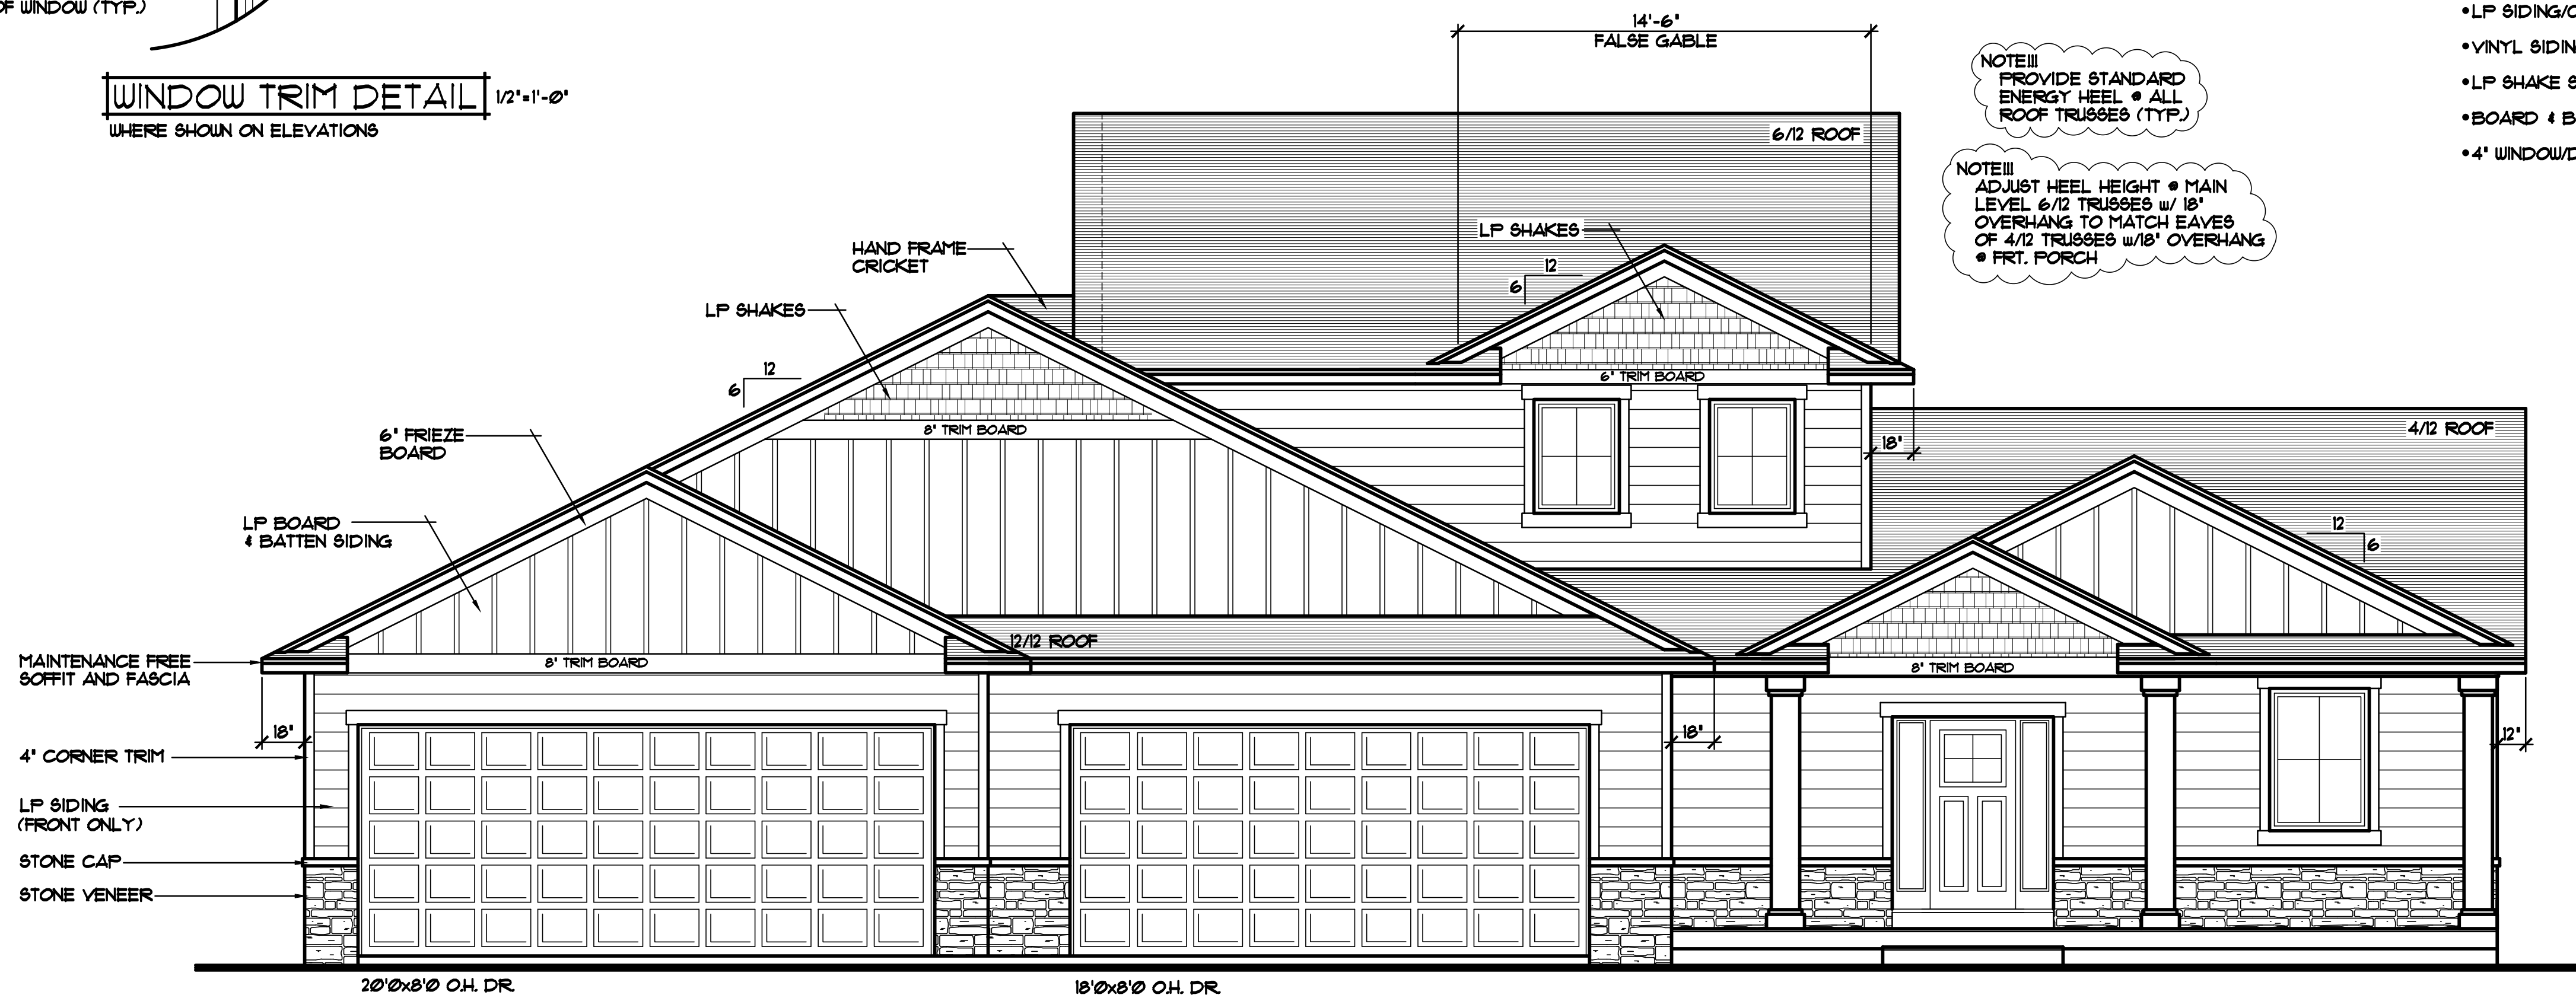 OF WINDOW (TYP.)
WINDOW TRIM DETAIL
1/2"=1'-0"
WHERE SHOWN ON ELEVATIONS
14'-6"
FALSE GABLE
NOTE!!!
PROVIDE STANDARD
ENERGY HEEL @ ALL
ROOF TRUSSES (TYP.)
NOTE!!!
ADJUST HEEL HEIGHT @ MAIN
LEVEL 6/12 TRUSSES w/ 18"
OVERHANG TO MATCH EAVES
OF 4/12 TRUSSES w/18" OVERHANG
@ FRT. PORCH
•LP SIDING/
•VINYL
•LP SHAKE
•BOARD &
•4" WINDOW/
6/12 ROOF
HAND FRAME
CRICKET
LP SHAKES
12
6
LP SHAKES
12
6
6" TRIM BOARD
18"
4/12 ROOF
6" FRIEZE
BOARD
8" TRIM BOARD
LP BOARD
& BATTEN SIDING
12
6
12/12 ROOF
8" TRIM BOARD
8" TRIM BOARD
MAINTENANCE FREE
SOFFIT AND FASCIA
18"
18"
12"
4" CORNER TRIM
LP SIDING
(FRONT ONLY)
STONE CAP
STONE VENEER
20'0x8'0 O.H. DR.
18'0x8'0 O.H. DR.